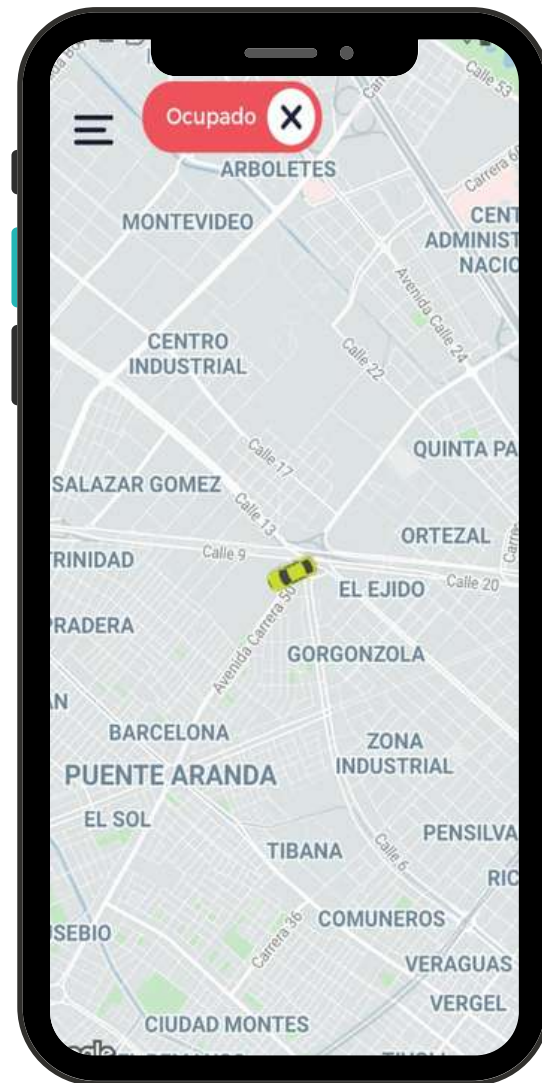 Calle 53
Ocupado X
Carrera 68
ARBOLETES
MONTEVIDEO
CENT
ADMINIST
NACIO
Avenida Calle 24
CENTRO
INDUSTRIAL
Calle 22
Calle 17
QUINTA PA
SALAZAR GOMEZ
Calle 13
ORTEZAL
Carre
TRINIDAD
Calle 9
Calle 20
EL EJIDO
PRADERA
Avenida Carrera 50
GORGONZOLA
AN
BARCELONA
ZONA
INDUSTRIAL
PUENTE ARANDA
EL SOL
PENSILVA
TIBANA
Calle 6
RIC
COMUNEROS
USEBIO
Carrera 36
VERAGUAS
VERGEL
CIUDAD MONTES